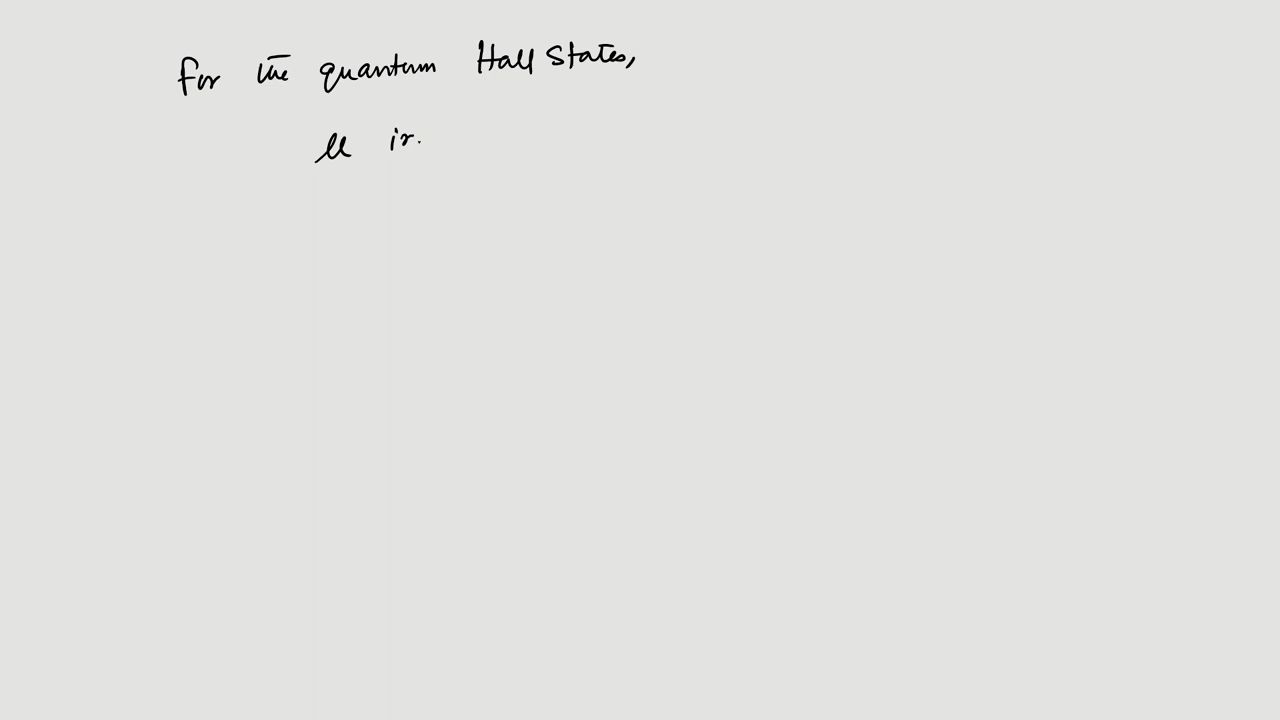 For the quantum Hall States,
μ is